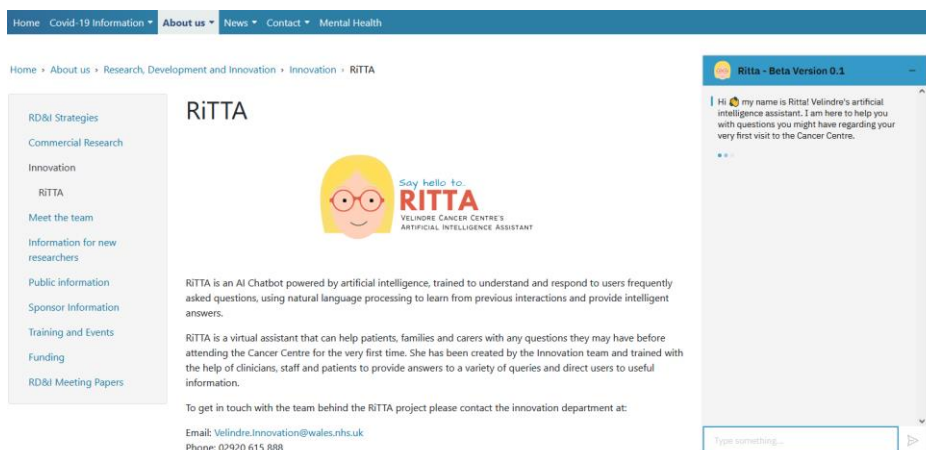 Home Covid-19 Information About us News Contact Mental Health
Home › About us › Research, Development and Innovation › Innovation › RiTTA
RD&I Strategies
Commercial Research
Innovation
RiTTA
Meet the team
Information for new
researchers
Public information
Sponsor Information
Training and Events
Funding
RD&I Meeting Papers
RiTTA
Say hello to..
RITTA
VELINDRE CANCER CENTRE'S
ARTIFICIAL INTELLIGENCE ASSISTANT
RiTTA is an AI Chatbot powered by artificial intelligence, trained to understand and respond to users frequently
asked questions, using natural language processing to learn from previous interactions and provide intelligent
answers.
RiTTA is a virtual assistant that can help patients, families and carers with any questions they may have before
attending the Cancer Centre for the very first time. She has been created by the Innovation team and trained with
the help of clinicians, staff and patients to provide answers to a variety of queries and direct users to useful
information.
To get in touch with the team behind the RiTTA project please contact the innovation department at:
Email: Velindre.Innovation@wales.nhs.uk
Phone: 02920 615 888
Ritta - Beta Version 0.1
Hi 👋 my name is Ritta! Velindre's artificial
intelligence assistant. I am here to help you
with questions you might have regarding your
very first visit to the Cancer Centre.
Type something...